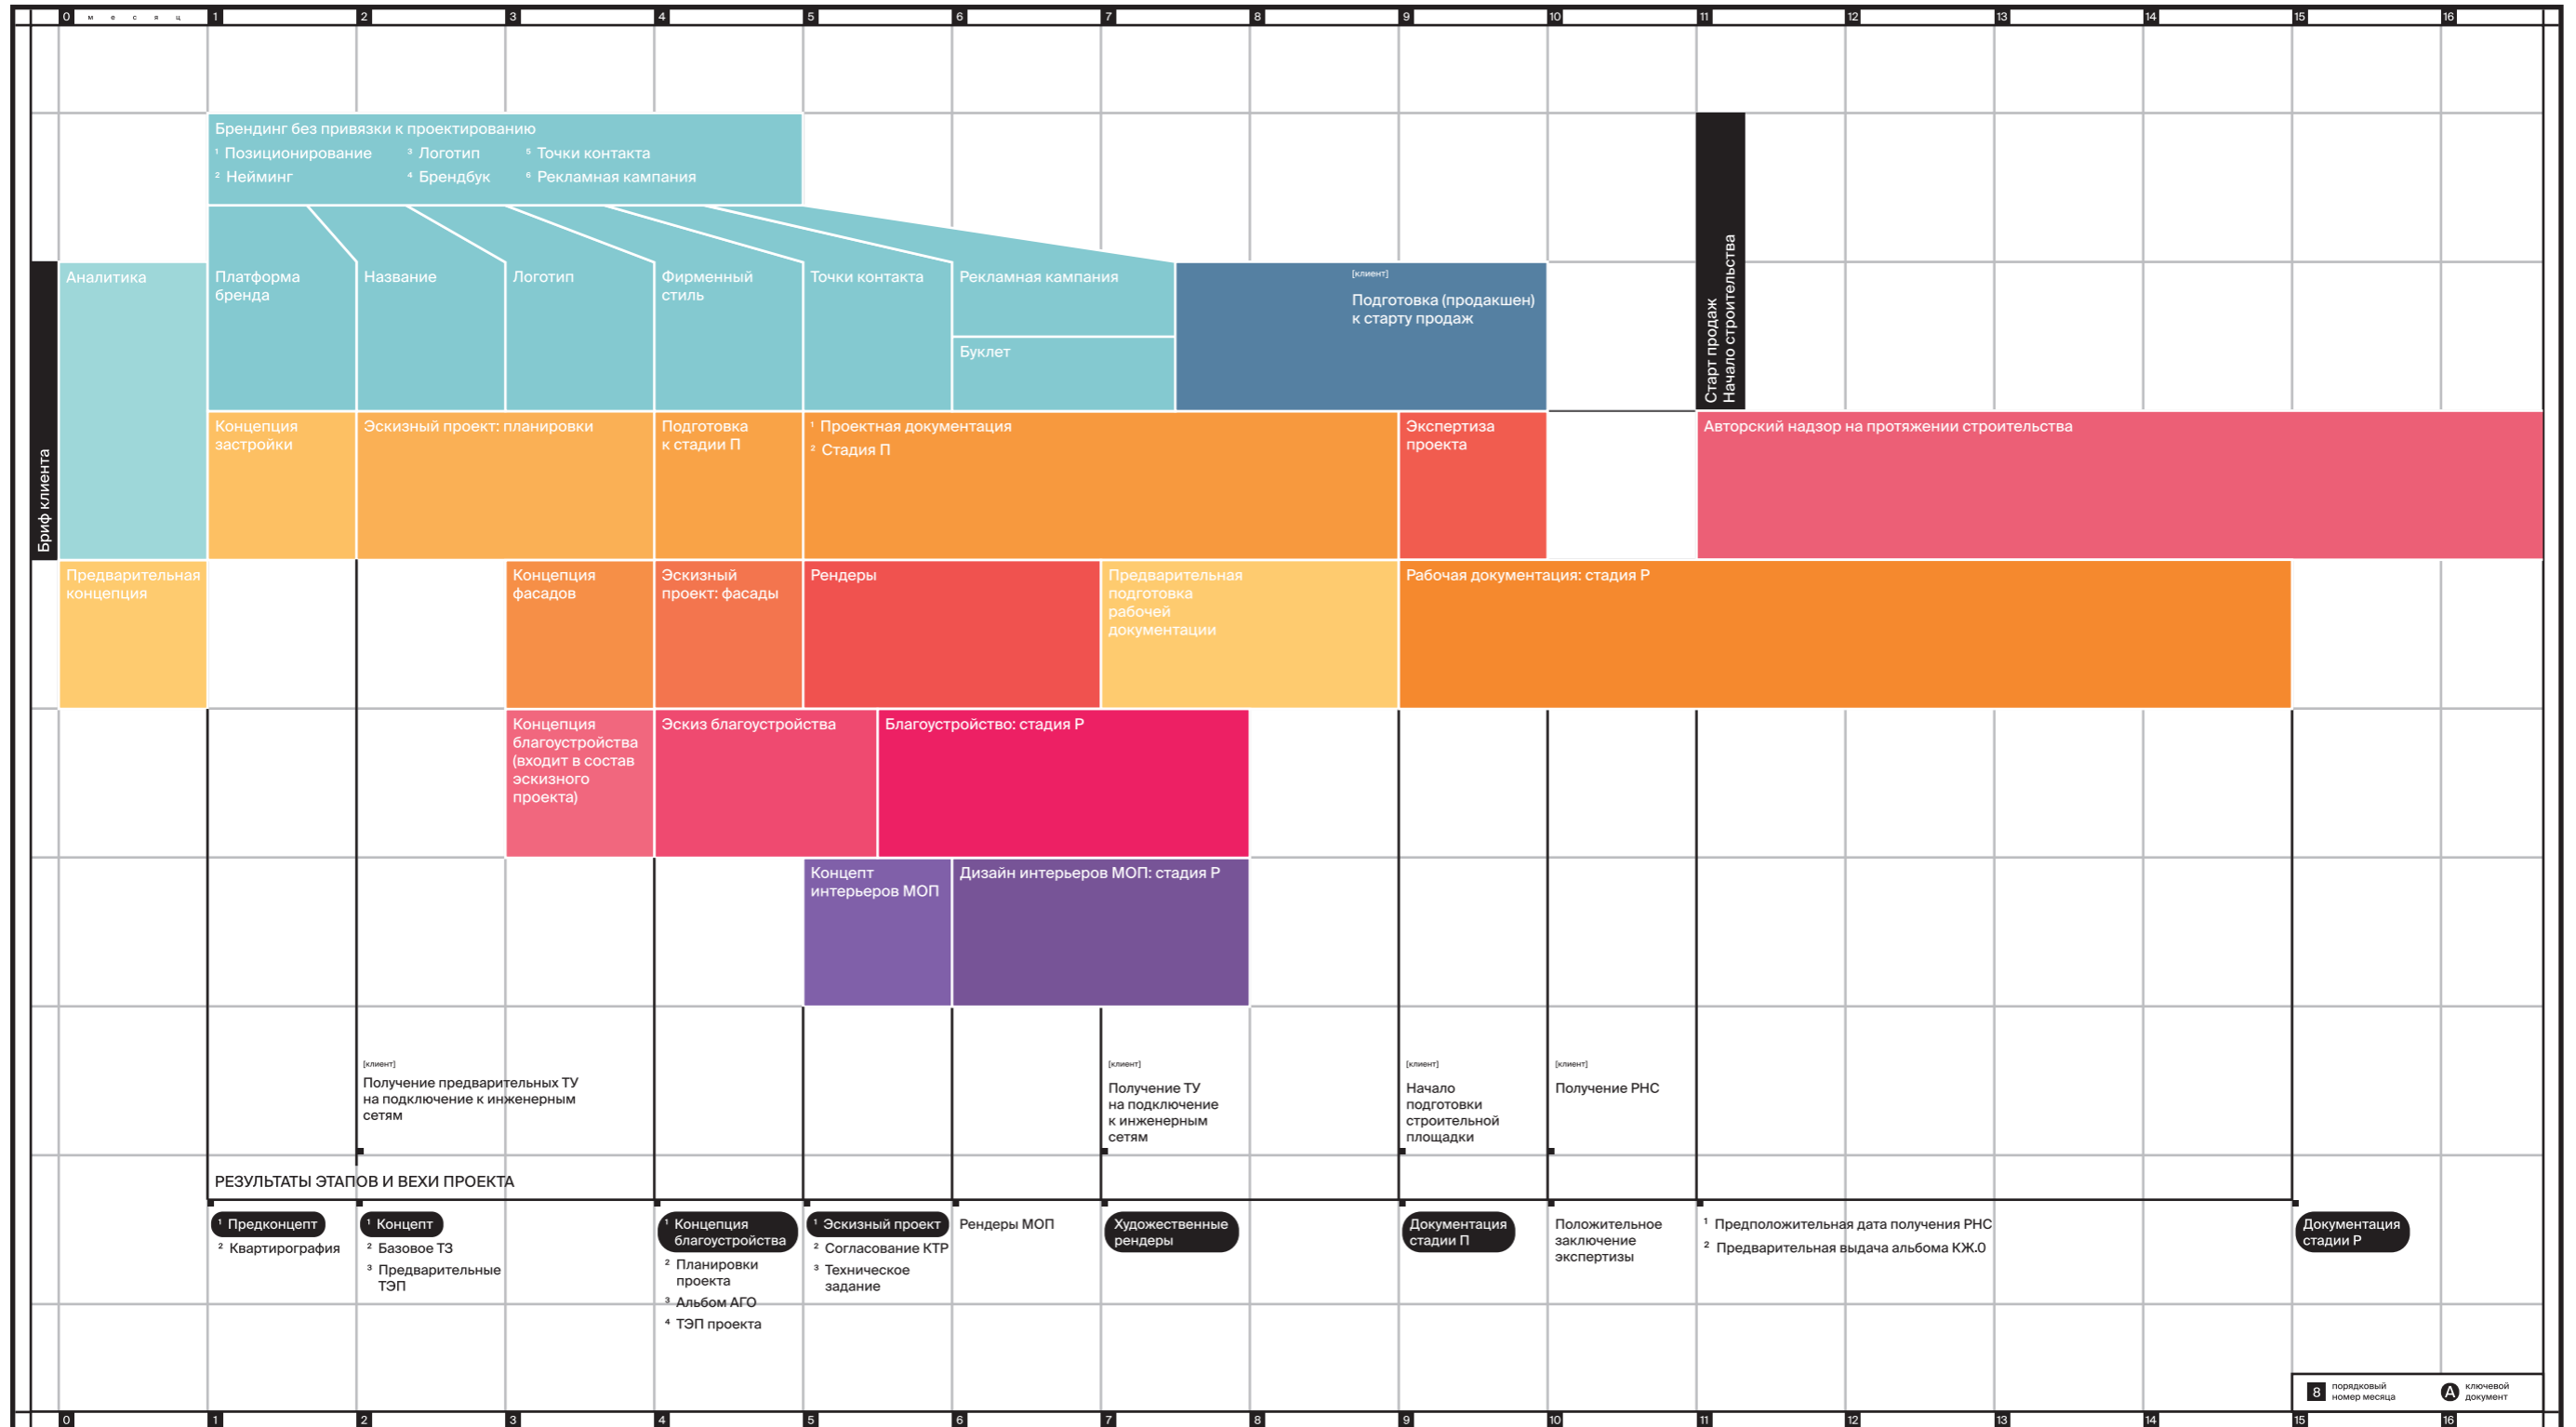 0 месяц 1 2 3 4 5 6 7 8 9 10 11 12 13 14 15 16
Брендинг без привязки к проектированию
1 Позиционирование
2 Нейминг
3 Логотип
4 Брендбук
5 Точки контакта
6 Рекламная кампания
Старт продаж
Начало строительства
Бриф клиента
Аналитика
Платформа
бренда
Название
Логотип
Фирменный
стиль
Точки контакта
Рекламная кампания
Буклет
[клиент]
Подготовка (продакшен)
к старту продаж
Концепция
застройки
Эскизный проект: планировки
Подготовка
к стадии П
1 Проектная документация
2 Стадия П
Экспертиза
проекта
Авторский надзор на протяжении строительства
Предварительная
концепция
Концепция
фасадов
Эскизный
проект: фасады
Рендеры
Предварительная
подготовка
рабочей
документации
Рабочая документация: стадия Р
Концепция
благоустройства
(входит в состав
эскизного
проекта)
Эскиз благоустройства
Благоустройство: стадия Р
Концепт
интерьеров МОП
Дизайн интерьеров МОП: стадия Р
[клиент]
Получение предварительных ТУ
на подключение к инженерным
сетям
[клиент]
Получение ТУ
на подключение
к инженерным
сетям
[клиент]
Начало
подготовки
строительной
площадки
[клиент]
Получение РНС
РЕЗУЛЬТАТЫ ЭТАПОВ И ВЕХИ ПРОЕКТА
1 Предконцепт
2 Квартирография
1 Концепт
2 Базовое ТЗ
3 Предварительные
ТЭП
1 Концепция
благоустройства
2 Планировки
проекта
3 Альбом АГО
4 ТЭП проекта
1 Эскизный проект
2 Согласование КТР
3 Техническое
задание
Рендеры МОП
Художественные
рендеры
Документация
стадии П
Положительное
заключение
экспертизы
1 Предположительная дата получения РНС
2 Предварительная выдача альбома КЖ.0
Документация
стадии Р
8 порядковый
номер месяца
А ключевой
документ
0 1 2 3 4 5 6 7 8 9 10 11 12 13 14 15 16